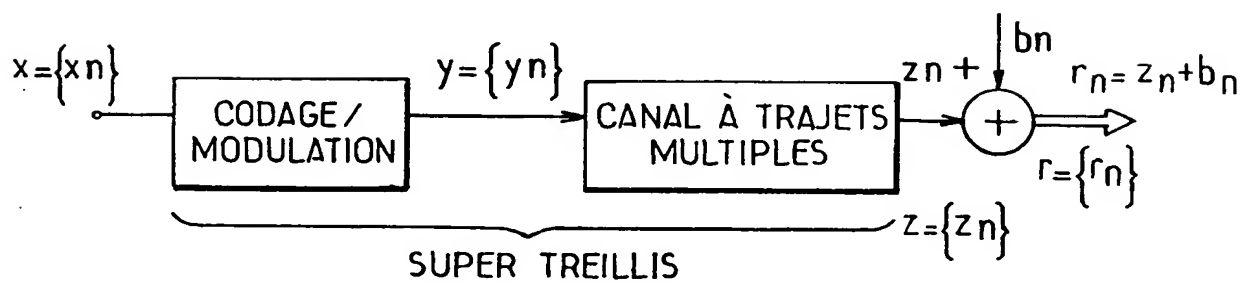 x={xn}
CODAGE/
MODULATION
y={yn}
CANAL À TRAJETS
MULTIPLES
zn +
bn
+
rn=zn+bn
r={rn}
z={zn}
SUPER TREILLIS